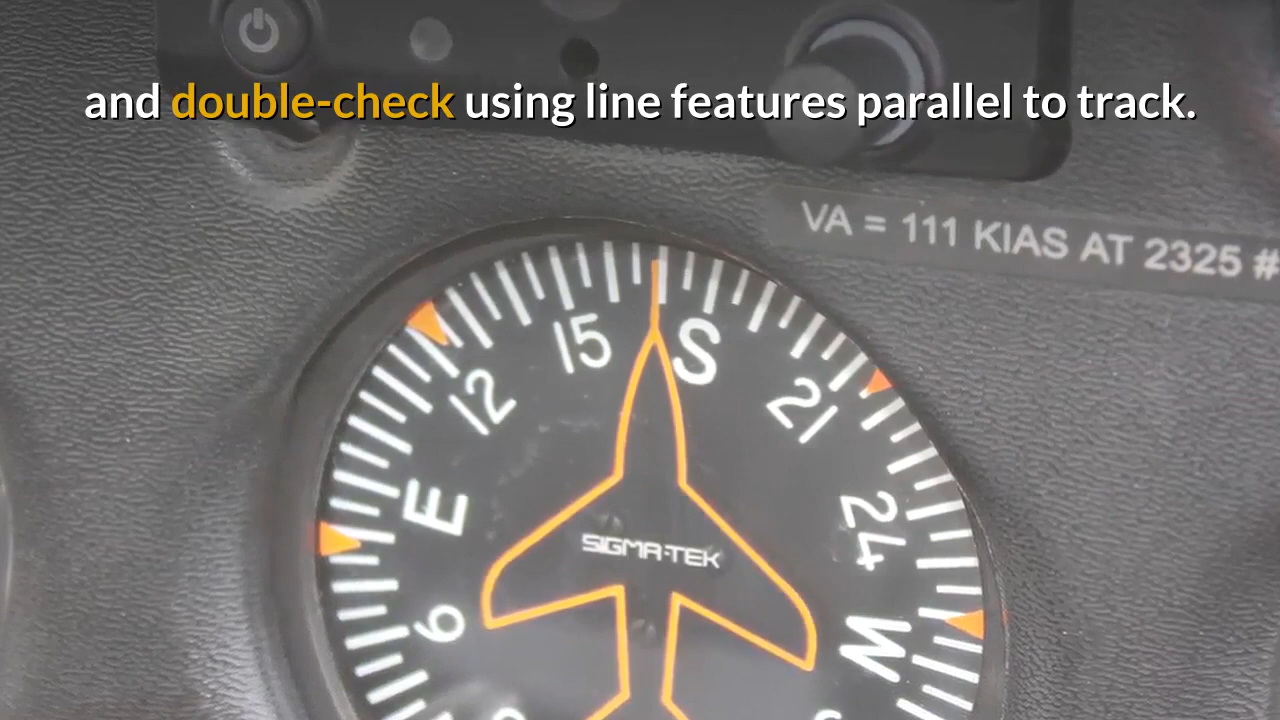 and double-check using line features parallel to track.
VA = 111 KIAS AT 2325 #
15
S
12
21
E
24
SIGMA-TEK
6
W